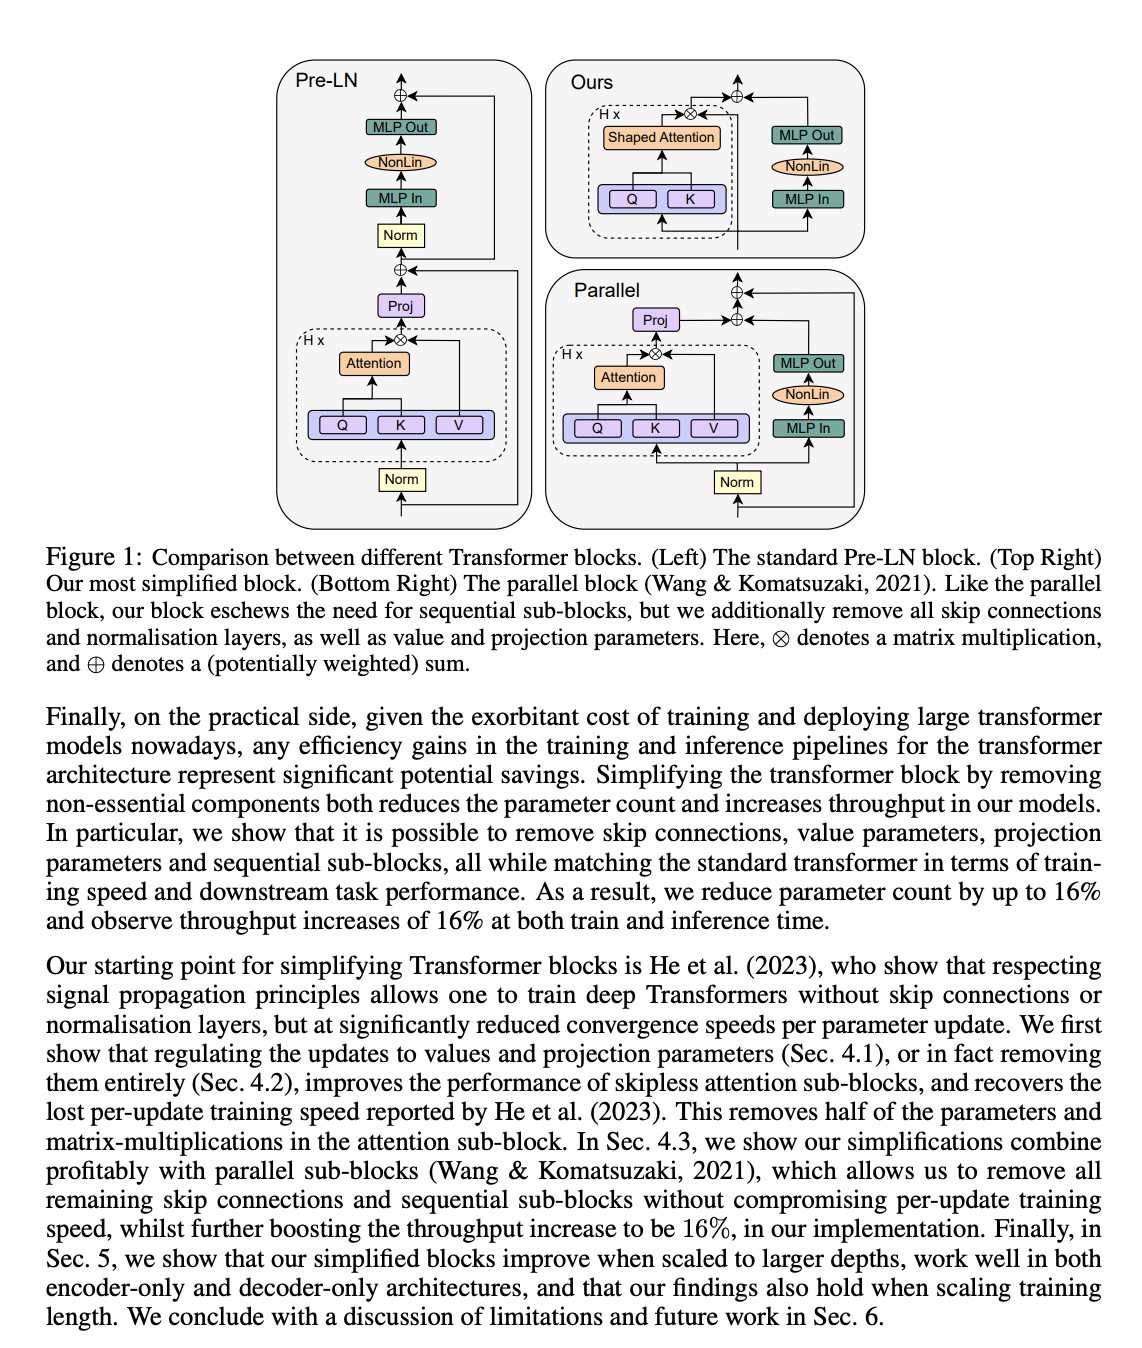 Pre-LN
MLP Out
NonLin
MLP In
Norm
Proj
H x
Attention
Q K V
Norm
Ours
H x
Shaped Attention
Q K
MLP Out
NonLin
MLP In
Parallel
Proj
H x
Attention
Q K V
MLP Out
NonLin
MLP In
Norm
Figure 1: Comparison between different Transformer blocks. (Left) The standard Pre-LN block. (Top Right)
Our most simplified block. (Bottom Right) The parallel block (Wang & Komatsuzaki, 2021). Like the parallel
block, our block eschews the need for sequential sub-blocks, but we additionally remove all skip connections
and normalisation layers, as well as value and projection parameters. Here, ⊗ denotes a matrix multiplication,
and ⊕ denotes a (potentially weighted) sum.
Finally, on the practical side, given the exorbitant cost of training and deploying large transformer
models nowadays, any efficiency gains in the training and inference pipelines for the transformer
architecture represent significant potential savings. Simplifying the transformer block by removing
non-essential components both reduces the parameter count and increases throughput in our models.
In particular, we show that it is possible to remove skip connections, value parameters, projection
parameters and sequential sub-blocks, all while matching the standard transformer in terms of train-
ing speed and downstream task performance. As a result, we reduce parameter count by up to 16%
and observe throughput increases of 16% at both train and inference time.
Our starting point for simplifying Transformer blocks is He et al. (2023), who show that respecting
signal propagation principles allows one to train deep Transformers without skip connections or
normalisation layers, but at significantly reduced convergence speeds per parameter update. We first
show that regulating the updates to values and projection parameters (Sec. 4.1), or in fact removing
them entirely (Sec. 4.2), improves the performance of skipless attention sub-blocks, and recovers the
lost per-update training speed reported by He et al. (2023). This removes half of the parameters and
matrix-multiplications in the attention sub-block. In Sec. 4.3, we show our simplifications combine
profitably with parallel sub-blocks (Wang & Komatsuzaki, 2021), which allows us to remove all
remaining skip connections and sequential sub-blocks without compromising per-update training
speed, whilst further boosting the throughput increase to be 16%, in our implementation. Finally, in
Sec. 5, we show that our simplified blocks improve when scaled to larger depths, work well in both
encoder-only and decoder-only architectures, and that our findings also hold when scaling training
length. We conclude with a discussion of limitations and future work in Sec. 6.